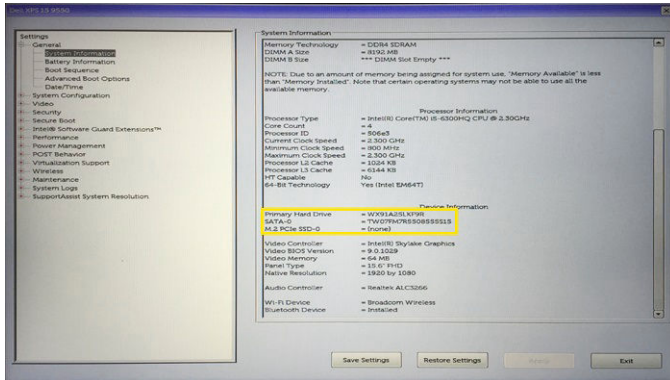 Dell XPS 15 9550
Settings
General
System Information
Battery Information
Boot Sequence
Advanced Boot Options
Date/Time
System Configuration
Video
Security
Secure Boot
Intel® Software Guard Extensions™
Performance
Power Management
POST Behavior
Virtualization Support
Wireless
Maintenance
System Logs
SupportAssist System Resolution
System Information
Memory Technology = DDR4 SDRAM
DIMM A Size = 8192 MB
DIMM B Size *** DIMM Slot Empty ***
NOTE: Due to an amount of memory being assigned for system use, "Memory Available" is less
than "Memory Installed". Note that certain operating systems may not be able to use all the
available memory.
Processor Information
Processor Type = Intel(R) Core(TM) i5-6300HQ CPU @ 2.30GHz
Core Count = 4
Processor ID = 506e3
Current Clock Speed = 2.300 GHz
Minimum Clock Speed = 800 MHz
Maximum Clock Speed = 2.300 GHz
Processor L2 Cache = 1024 KB
Processor L3 Cache = 6144 KB
HT Capable No
64-Bit Technology Yes (Intel EM64T)
Device Information
Primary Hard Drive
SATA-0
M.2 PCIe SSD-0 = (none)
Video Controller = Intel(R) Skylake Graphics
Video BIOS Version = 9.0.1029
Video Memory = 64 MB
Panel Type = 15.6" FHD
Native Resolution = 1920 by 1080
Audio Controller = Realtek ALC3266
Wi-Fi Device = Broadcom Wireless
Bluetooth Device = Installed
Save Settings
Restore Settings
Apply
Exit